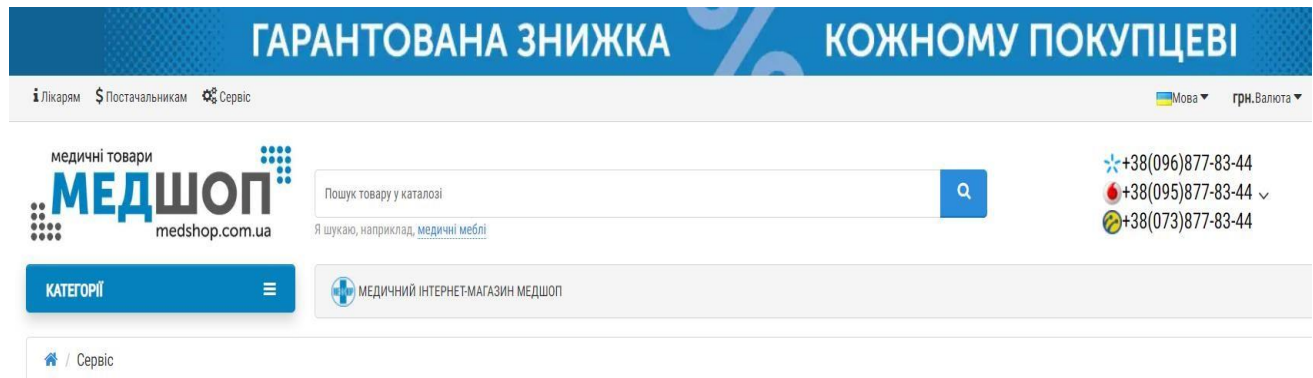 ГАРАНТОВАНА ЗНИЖКА % КОЖНОМУ ПОКУПЦЕВІ
Лікарям $ Постачальникам Сервіс Мова грн.Валюта
медичні товари
МЕДШОП
medshop.com.ua
Пошук товару у каталозі
Я шукаю, наприклад, медичні меблі
+38(096)877-83-44
+38(095)877-83-44
+38(073)877-83-44
КАТЕГОРІЇ
МЕДИЧНИЙ ІНТЕРНЕТ-МАГАЗИН МЕДШОП
/ Сервіс